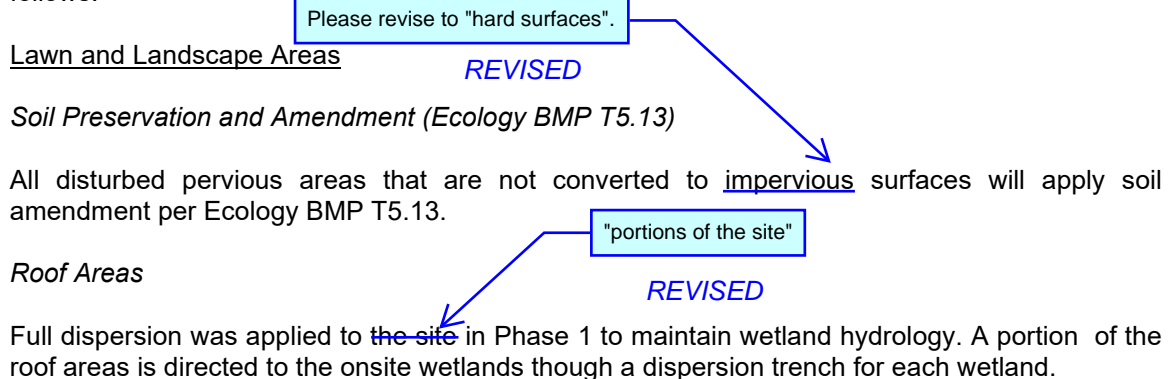 Please revise to "hard surfaces".
Lawn and Landscape Areas
REVISED
Soil Preservation and Amendment (Ecology BMP T5.13)
All disturbed pervious areas that are not converted to impervious surfaces will apply soil
amendment per Ecology BMP T5.13.
"portions of the site"
Roof Areas
REVISED
Full dispersion was applied to the site in Phase 1 to maintain wetland hydrology. A portion of the
roof areas is directed to the onsite wetlands though a dispersion trench for each wetland.